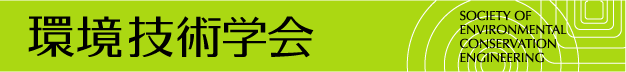 環境技術学会
SOCIETY OF
ENVIRONMENTAL
CONSERVATION
ENGINEERING